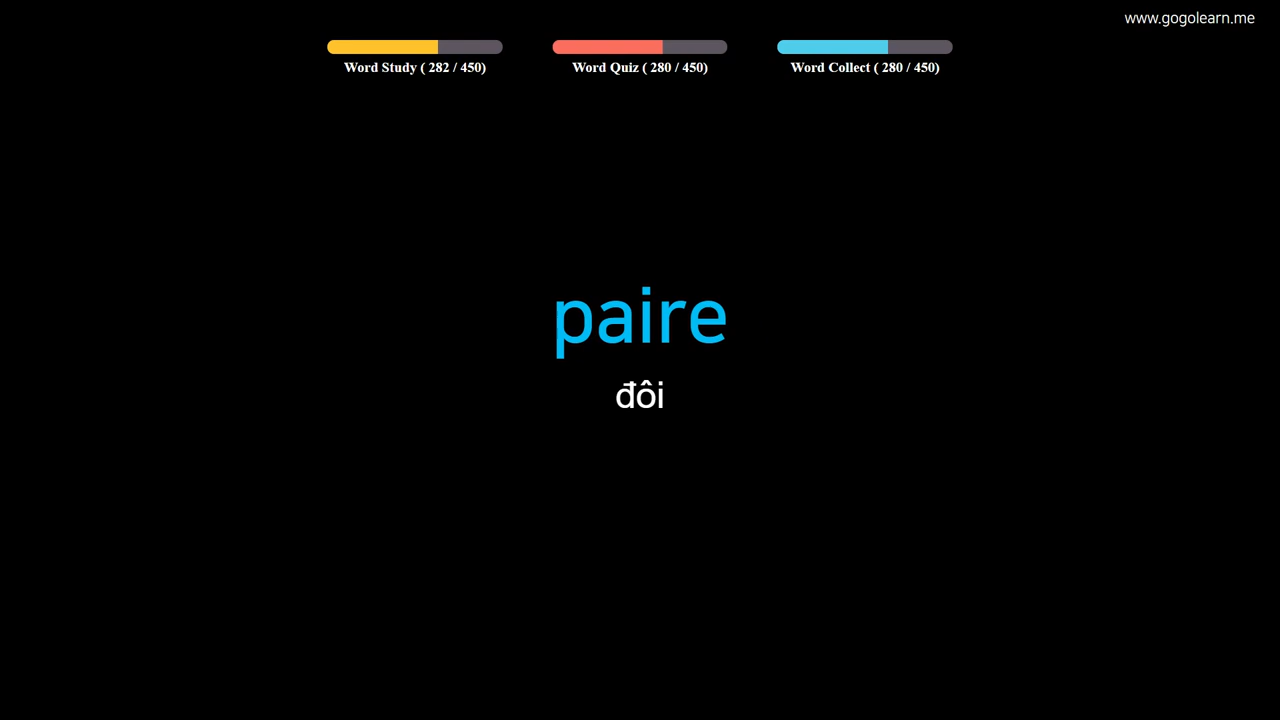 www.gogolearn.me
Word Study ( 282 / 450)
Word Quiz ( 280 / 450)
Word Collect ( 280 / 450)
paire
đôi